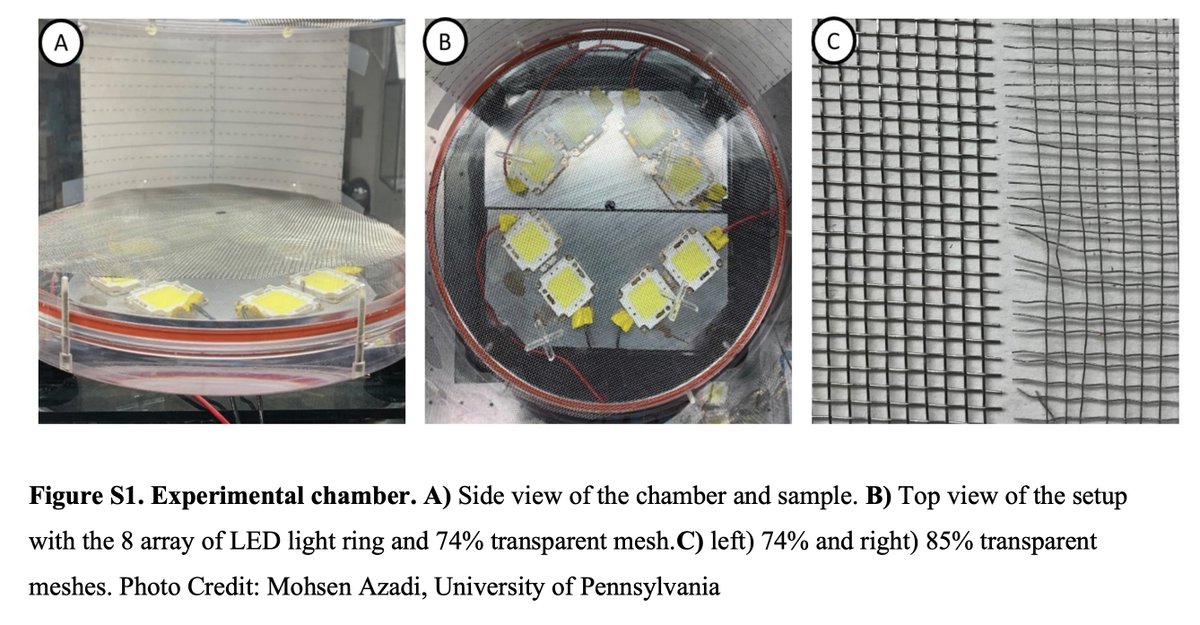 A
B
C
Figure S1. Experimental chamber. A) Side view of the chamber and sample. B) Top view of the setup
with the 8 array of LED light ring and 74% transparent mesh.C) left) 74% and right) 85% transparent
meshes. Photo Credit: Mohsen Azadi, University of Pennsylvania